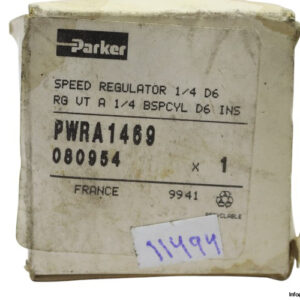 Parker
SPEED REGULATOR 1/4 D6
RG VT A 1/4 BSPCYL D6 INS
PWRA1469
080954 x 1
FRANCE 9941
RECYCLABLE
11494